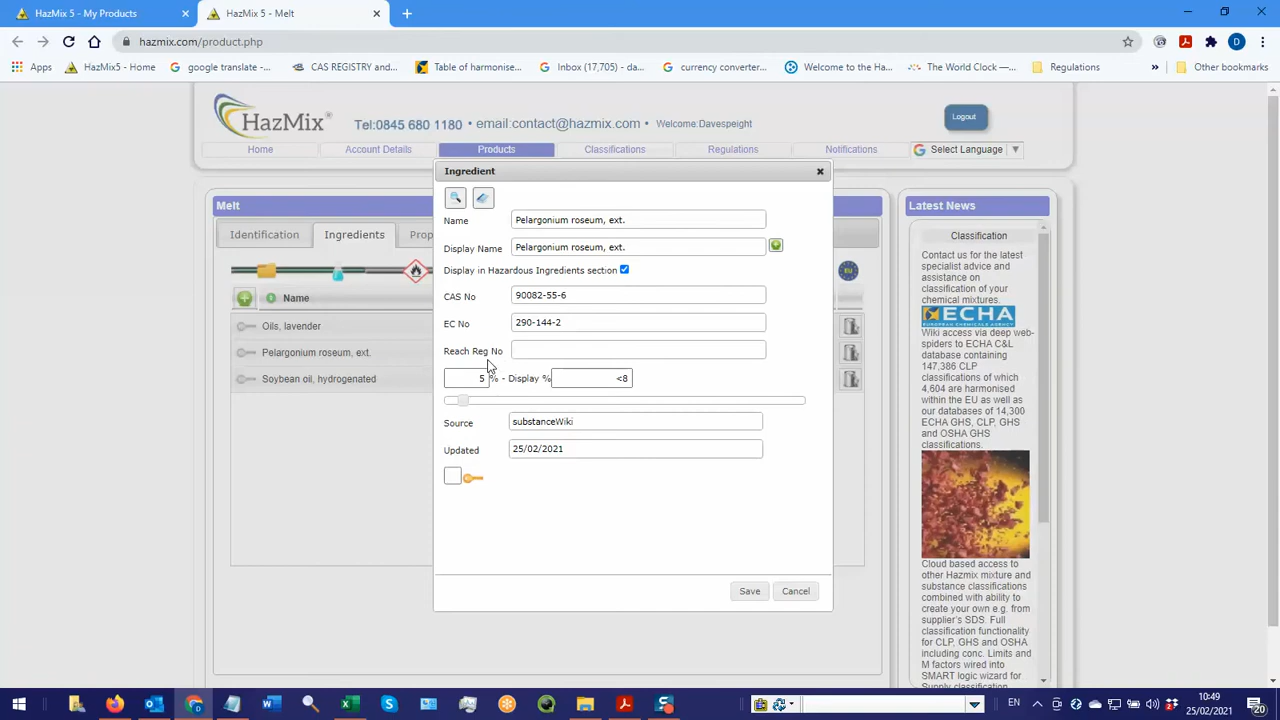 HazMix 5 - My Products
HazMix 5 - Melt
hazmix.com/product.php
Apps
HazMix5 - Home
google translate -...
CAS REGISTRY and...
Table of harmonise...
Inbox (17,705) - da...
currency converter...
Welcome to the Ha...
The World Clock —...
Regulations
Other bookmarks
HazMix®
Tel:0845 680 1180 • email:contact@hazmix.com • Welcome:Davespeight
Logout
Home
Account Details
Products
Classifications
Regulations
Notifications
Select Language
Melt
Identification
Ingredients
Prop
Name
Oils, lavender
Pelargonium roseum, ext.
Soybean oil, hydrogenated
Ingredient
Name
Pelargonium roseum, ext.
Display Name
Pelargonium roseum, ext.
Display in Hazardous Ingredients section
CAS No
90082-55-6
EC No
290-144-2
Reach Reg No
5 % - Display % <8
Source
substanceWiki
Updated
25/02/2021
Save
Cancel
Latest News
Classification
Contact us for the latest
specialist advice and
assistance on
classification of your
chemical mixtures.
ECHA
EUROPEAN CHEMICALS AGENCY
Wiki access via deep web-
spiders to ECHA C&L
database containing
147,386 CLP
classifications of which
4,604 are harmonised
within the EU as well as
our databases of 14,300
ECHA GHS, CLP, GHS
and OSHA GHS
classifications.
Cloud based access to
other Hazmix mixture and
substance classifications
combined with ability to
create your own e.g. from
supplier's SDS. Full
classification functionality
for CLP, GHS and OSHA
including conc. Limits and
M factors wired into
SMART logic wizard for
Supply classification
EN
10:49
25/02/2021
20